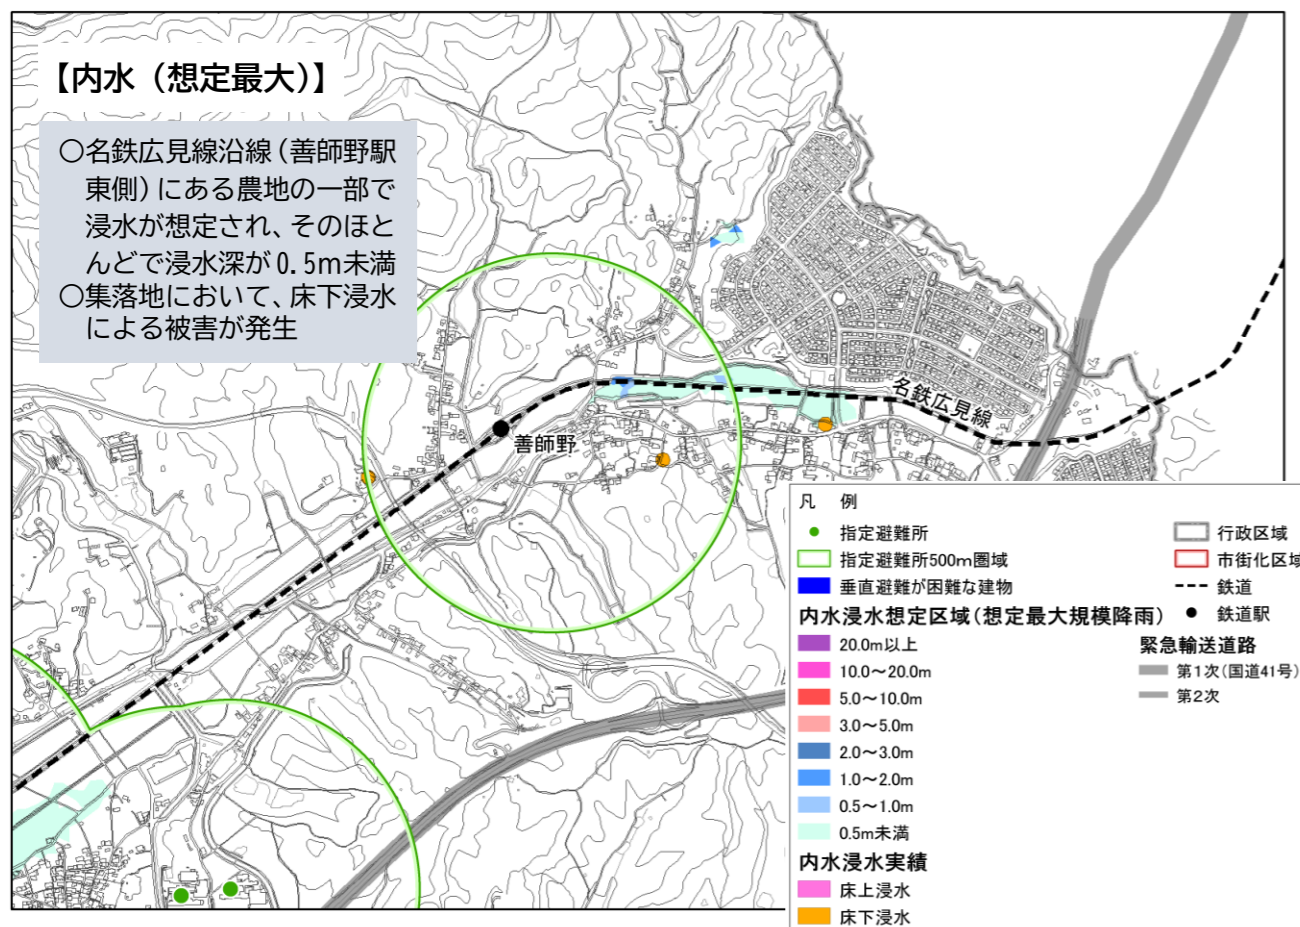 【内水（想定最大）】
○名鉄広見線沿線（善師野駅
東側）にある農地の一部で
浸水が想定され、そのほと
んどで浸水深が0.5m未満
○集落地において、床下浸水
による被害が発生
名鉄広見線
善師野
凡　例
指定避難所
指定避難所500m圏域
垂直避難が困難な建物
内水浸水想定区域（想定最大規模降雨）
20.0m以上
10.0～20.0m
5.0～10.0m
3.0～5.0m
2.0～3.0m
1.0～2.0m
0.5～1.0m
0.5m未満
内水浸水実績
床上浸水
床下浸水
行政区域
市街化区域
鉄道
鉄道駅
緊急輸送道路
第1次（国道41号）
第2次